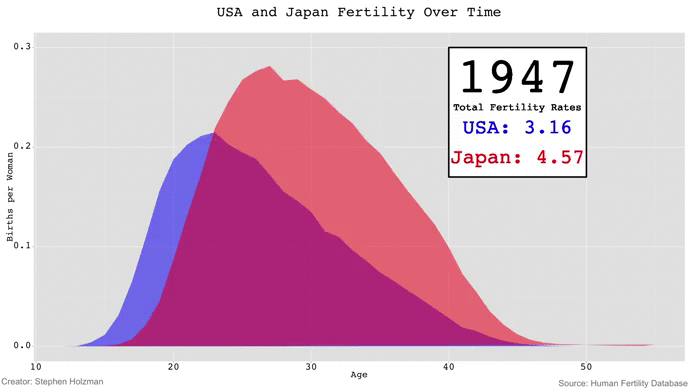 USA and Japan Fertility Over Time
0.3
1947
Total Fertility Rates
USA: 3.16
Japan: 4.57
0.2
Births per Woman
0.1
0.0
10 20 30 40 50
Age
Creator: Stephen Holzman
Source: Human Fertility Database